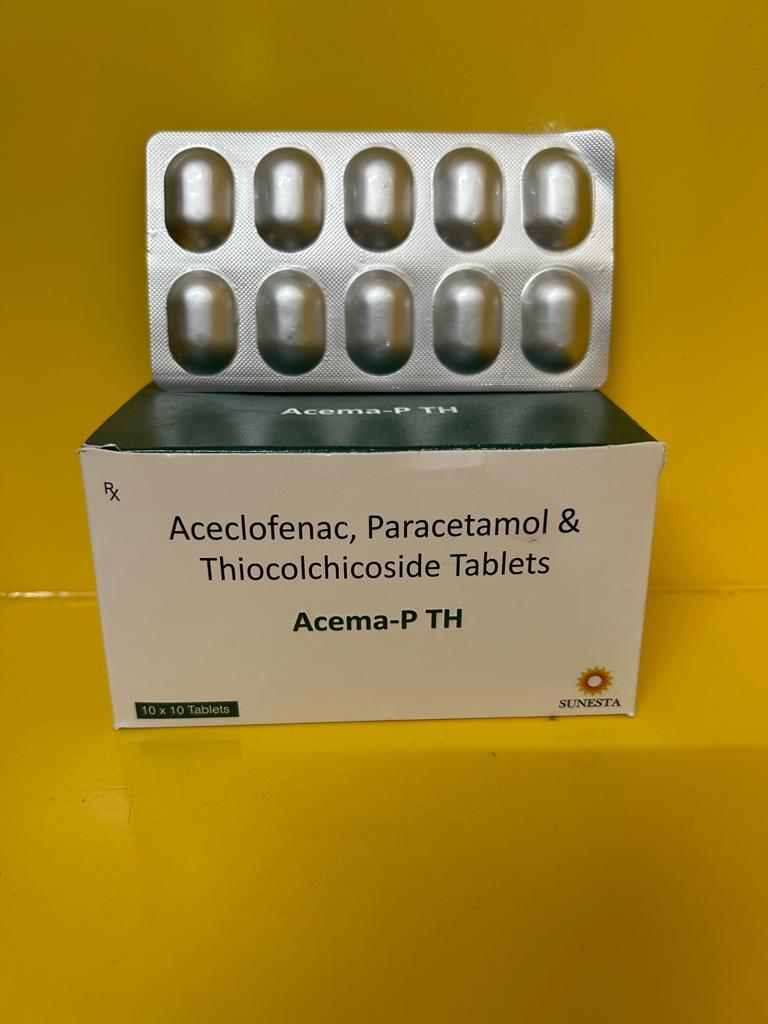 Acema-P TH
Rx
Aceclofenac, Paracetamol &
Thiocolchicoside Tablets
Acema-P TH
10 x 10 Tablets
SUNESTA